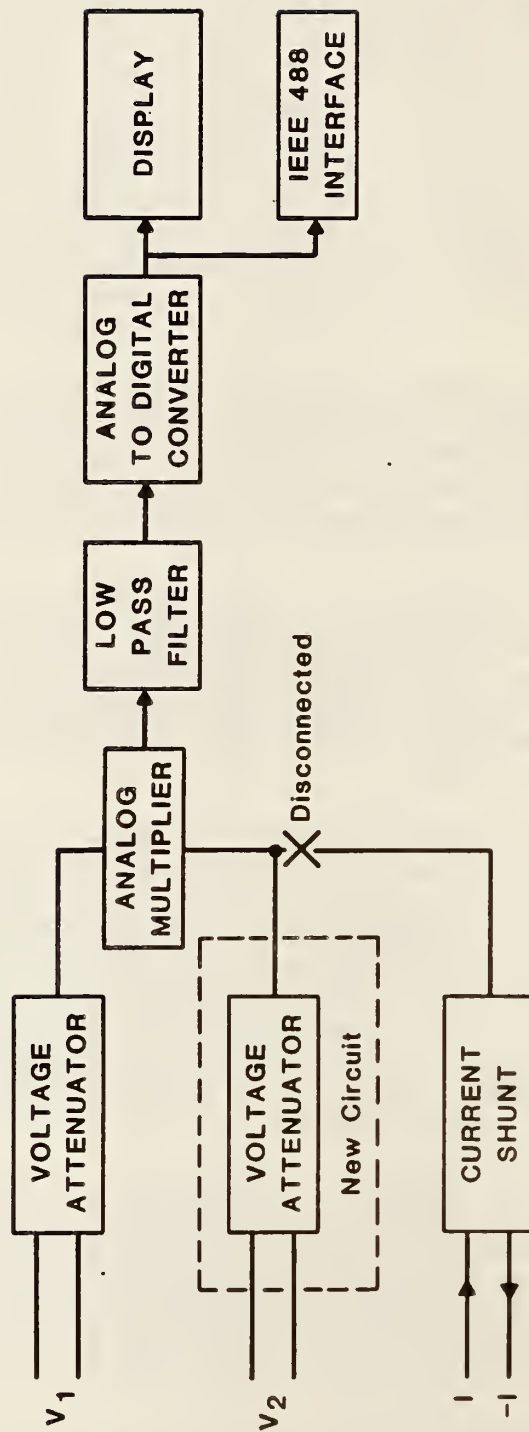 V1
VOLTAGE
ATTENUATOR
V2
VOLTAGE
ATTENUATOR
New Circuit
I
-I
CURRENT
SHUNT
ANALOG
MULTIPLIER
Disconnected
LOW
PASS
FILTER
ANALOG
TO DIGITAL
CONVERTER
DISPLAY
IEEE 488
INTERFACE